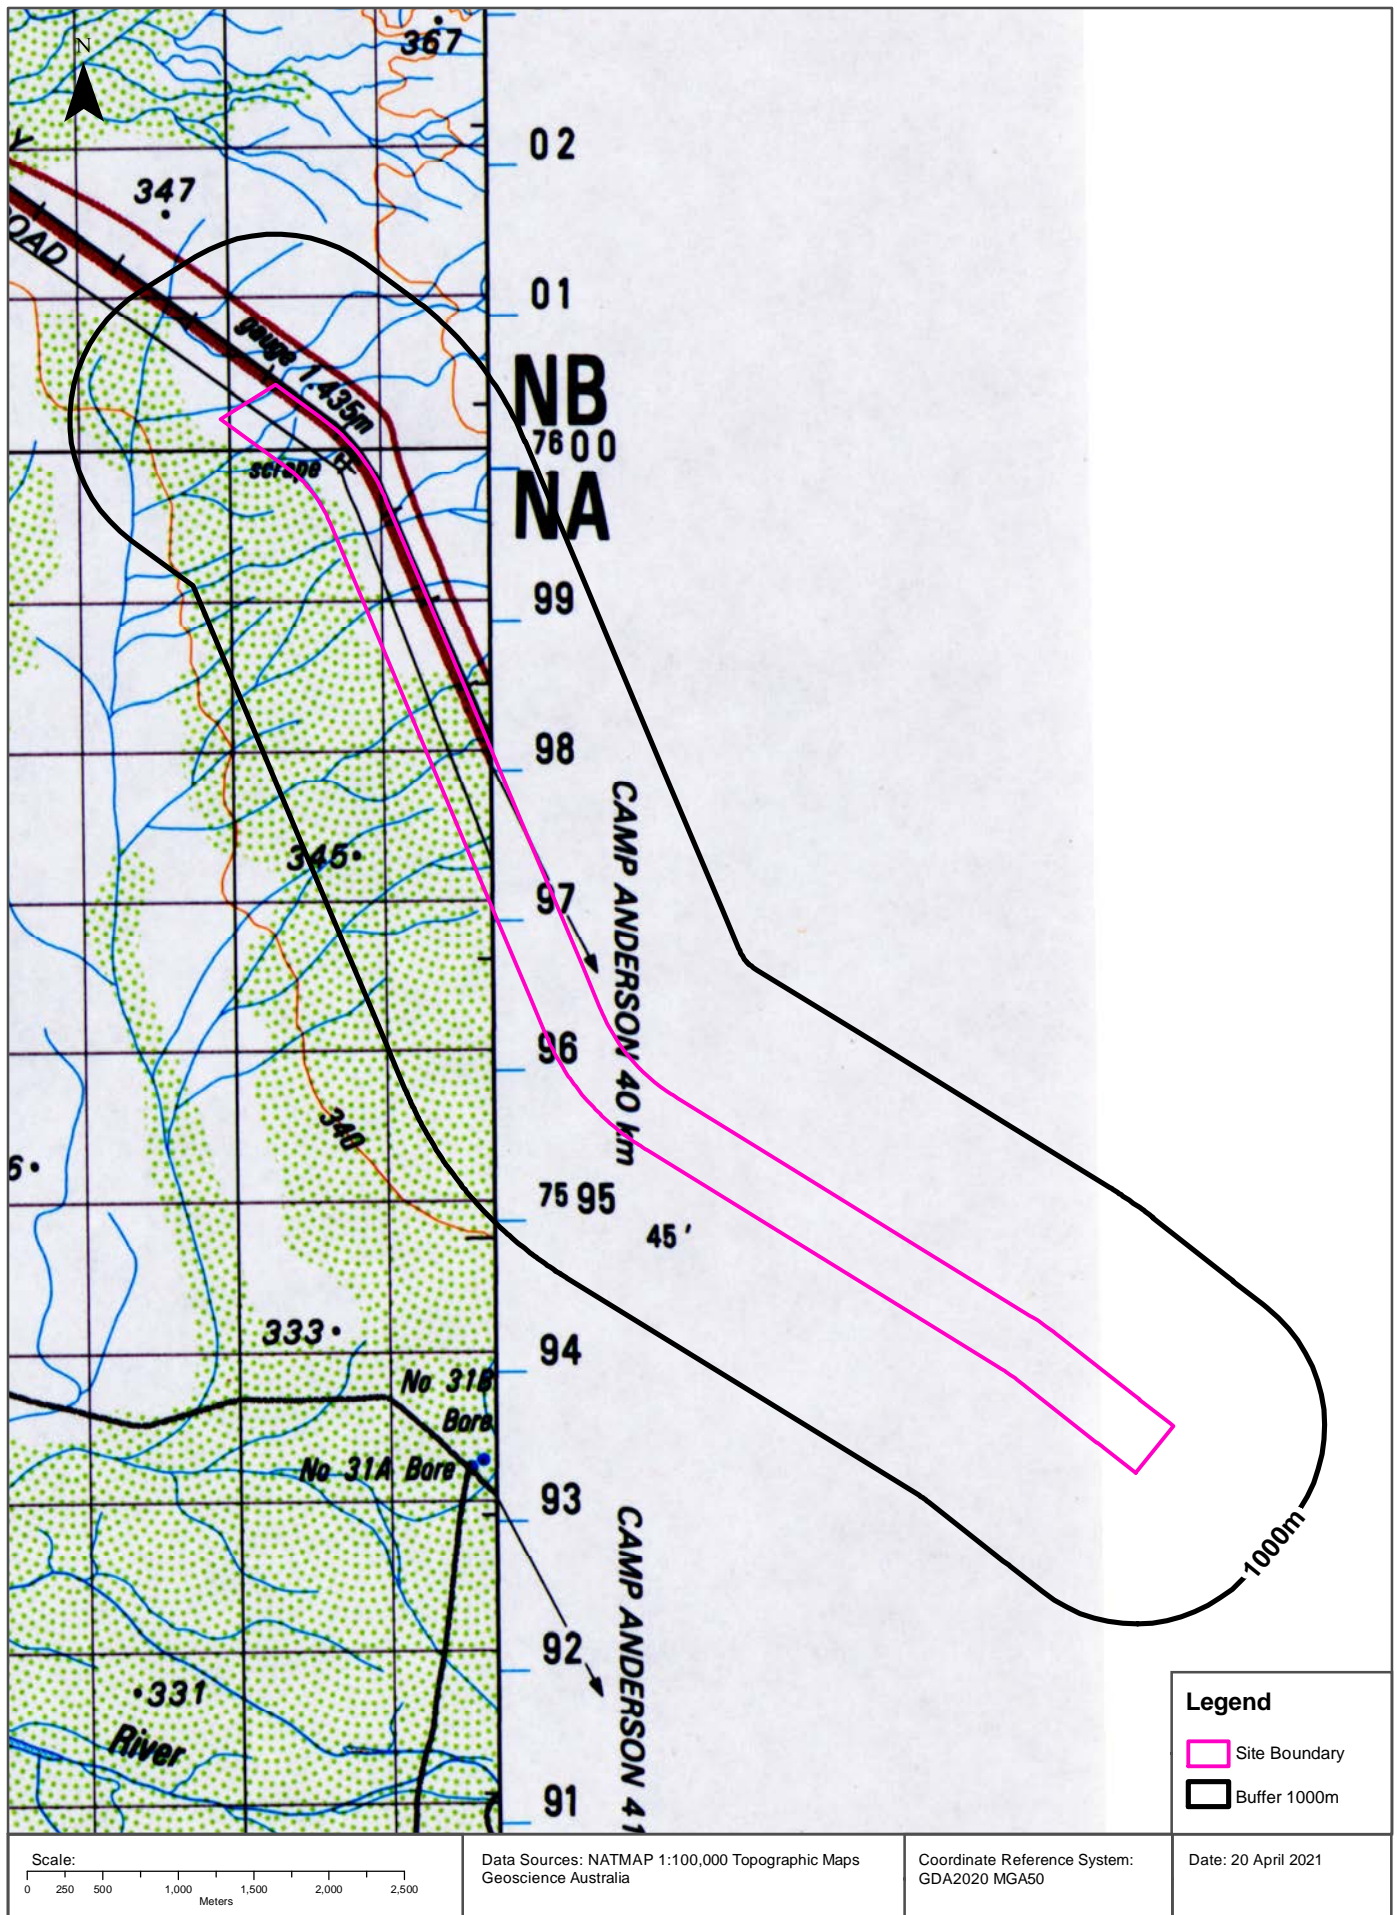 367
N
Y
02
347
OAD
01
gauge 1.435m
NB
7600
scrape
NA
99
98
CAMP ANDERSON 40 km
345
97
96
340
6
7595
45'
333
94
No 31B
Bore
No 31A Bore
93
CAMP ANDERSON 41
1000m
92
331
River
91
Legend
Site Boundary
Buffer 1000m
Scale:
0 250 500 1,000 1,500 2,000 2,500
Meters
Data Sources: NATMAP 1:100,000 Topographic Maps
Geoscience Australia
Coordinate Reference System:
GDA2020 MGA50
Date: 20 April 2021